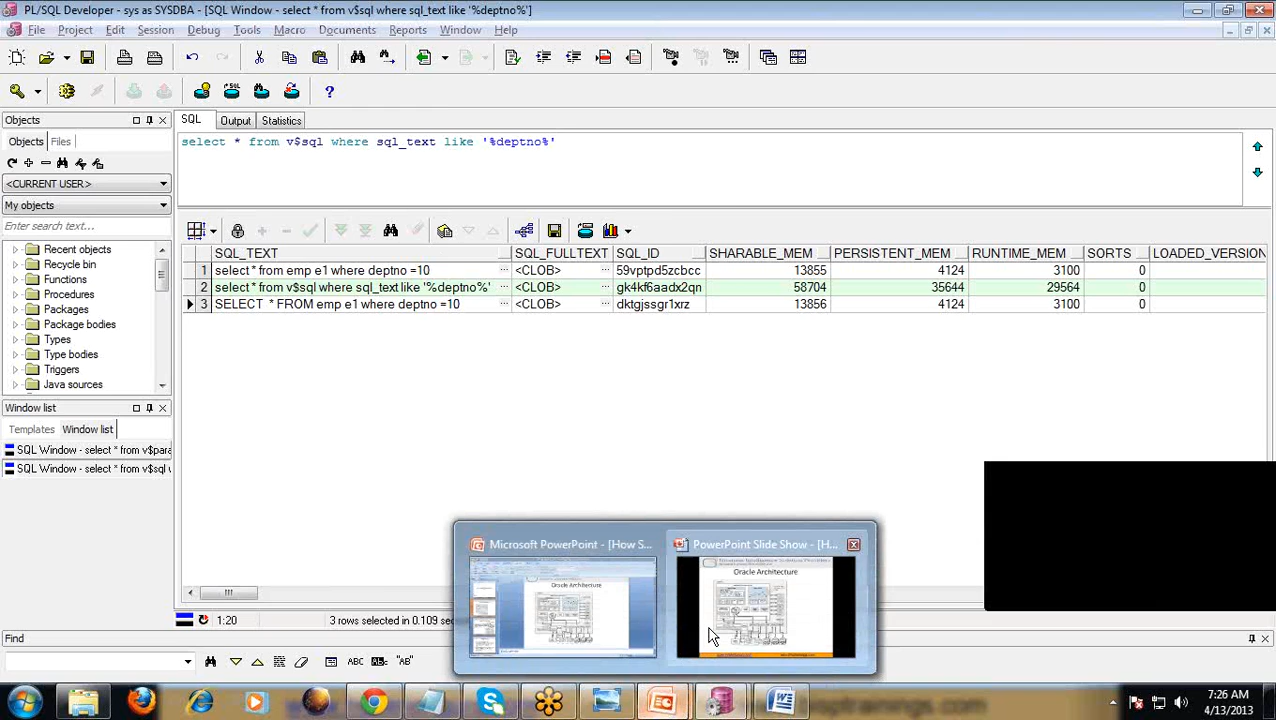 PL/SQL Developer - sys as SYSDBA - [SQL Window - select * from v$sql where sql_text like '%deptno%']
File Project Edit Session Debug Tools Macro Documents Reports Window Help
Objects
Objects Files
<CURRENT USER>
My objects
Enter search text...
Recent objects
Recycle bin
Functions
Procedures
Packages
Package bodies
Types
Type bodies
Triggers
Java sources
Window list
Templates Window list
SQL Window - select * from v$para
SQL Window - select * from v$sql
SQL Output Statistics
select * from v$sql where sql_text like '%deptno%'
SQL_TEXT SQL_FULLTEXT SQL_ID SHARABLE_MEM PERSISTENT_MEM RUNTIME_MEM SORTS LOADED_VERSION
1 select * from emp e1 where deptno =10 ... <CLOB> ... 59vptpd5zcbcc 13855 4124 3100 0
2 select * from v$sql where sql_text like '%deptno%' ... <CLOB> ... gk4kf6aadx2qn 58704 35644 29564 0
3 SELECT * FROM emp e1 where deptno =10 ... <CLOB> ... dktgjssgr1xrz 13856 4124 3100 0
1:20 3 rows selected in 0.109 se
Microsoft PowerPoint - [How S... PowerPoint Slide Show - [H...
Oracle Architecture
Oracle Architecture
Find
ABC "AB"
7:26 AM
4/13/2013